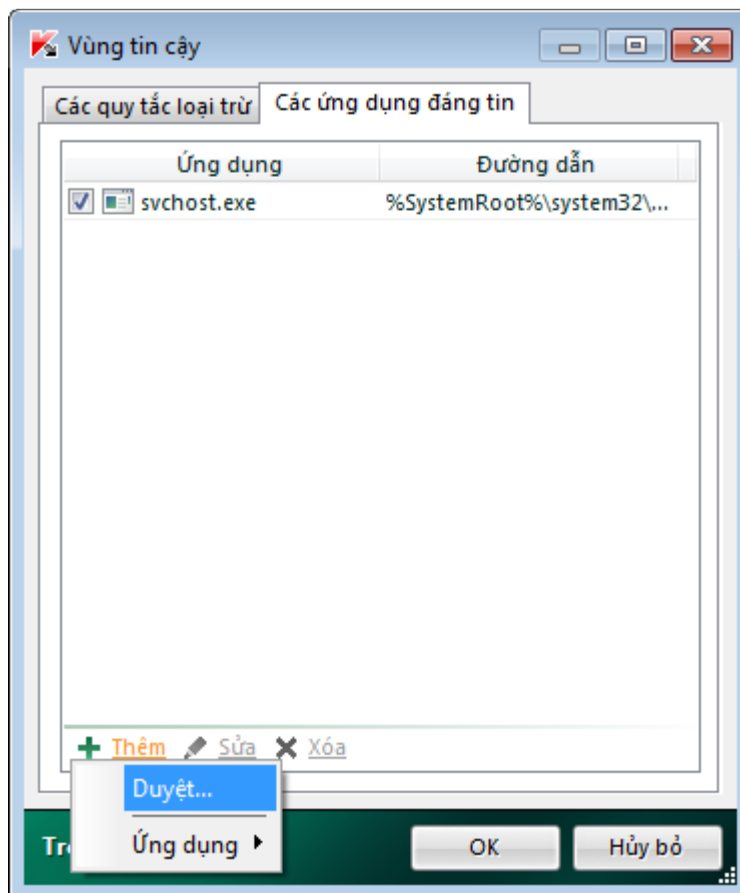 Vùng tin cậy
Các quy tắc loại trừ Các ứng dụng đáng tin
Ứng dụng Đường dẫn
svchost.exe %SystemRoot%\system32\...
Thêm Sửa Xóa
Duyệt...
Ứng dụng
OK Hủy bỏ